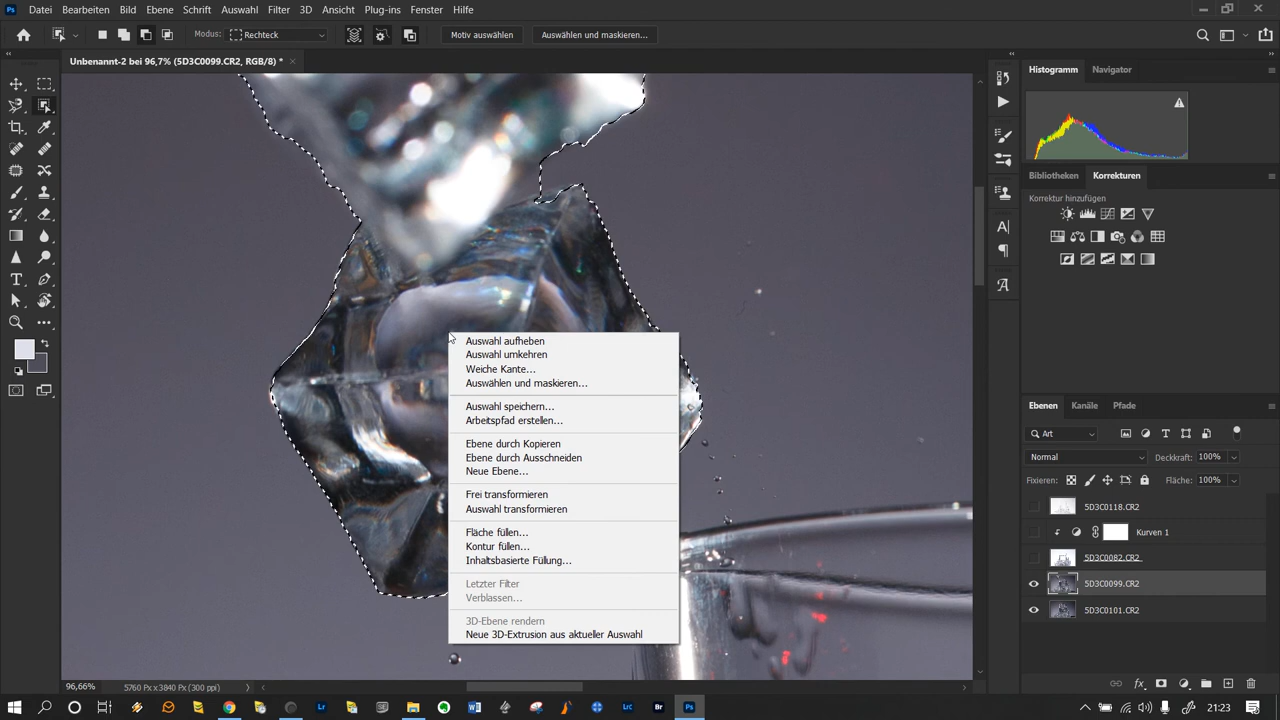 Ps Datei Bearbeiten Bild Ebene Schrift Auswahl Filter 3D Ansicht Plug-ins Fenster Hilfe
Modus: Rechteck Motiv auswählen Auswählen und maskieren...
Unbenannt-2 bei 96,7% (5D3C0099.CR2, RGB/8) *
Histogramm Navigator
Bibliotheken Korrekturen
Korrektur hinzufügen
Auswahl aufheben
Auswahl umkehren
Weiche Kante...
Auswählen und maskieren...
Auswahl speichern...
Arbeitspfad erstellen...
Ebene durch Kopieren
Ebene durch Ausschneiden
Neue Ebene...
Frei transformieren
Auswahl transformieren
Fläche füllen...
Kontur füllen...
Inhaltsbasierte Füllung...
Letzter Filter
Verblassen...
3D-Ebene rendern
Neue 3D-Extrusion aus aktueller Auswahl
Ebenen Kanäle Pfade
Art
Normal Deckkraft: 100%
Fixieren: Fläche: 100%
5D3C0118.CR2
Kurven 1
5D3C0082.CR2
5D3C0099.CR2
5D3C0101.CR2
96,66% 5760 Px x 3840 Px (300 ppi)
Lr W LrC Br Ps 21:23